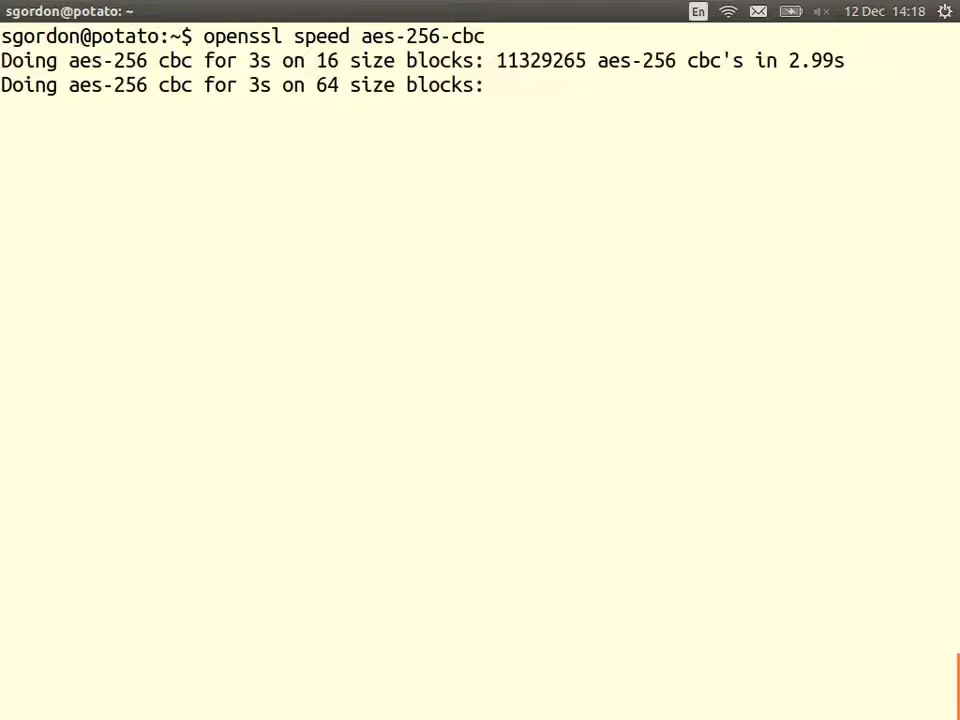 sgordon@potato: ~
En
12 Dec 14:18
sgordon@potato:~$ openssl speed aes-256-cbc
Doing aes-256 cbc for 3s on 16 size blocks: 11329265 aes-256 cbc's in 2.99s
Doing aes-256 cbc for 3s on 64 size blocks: